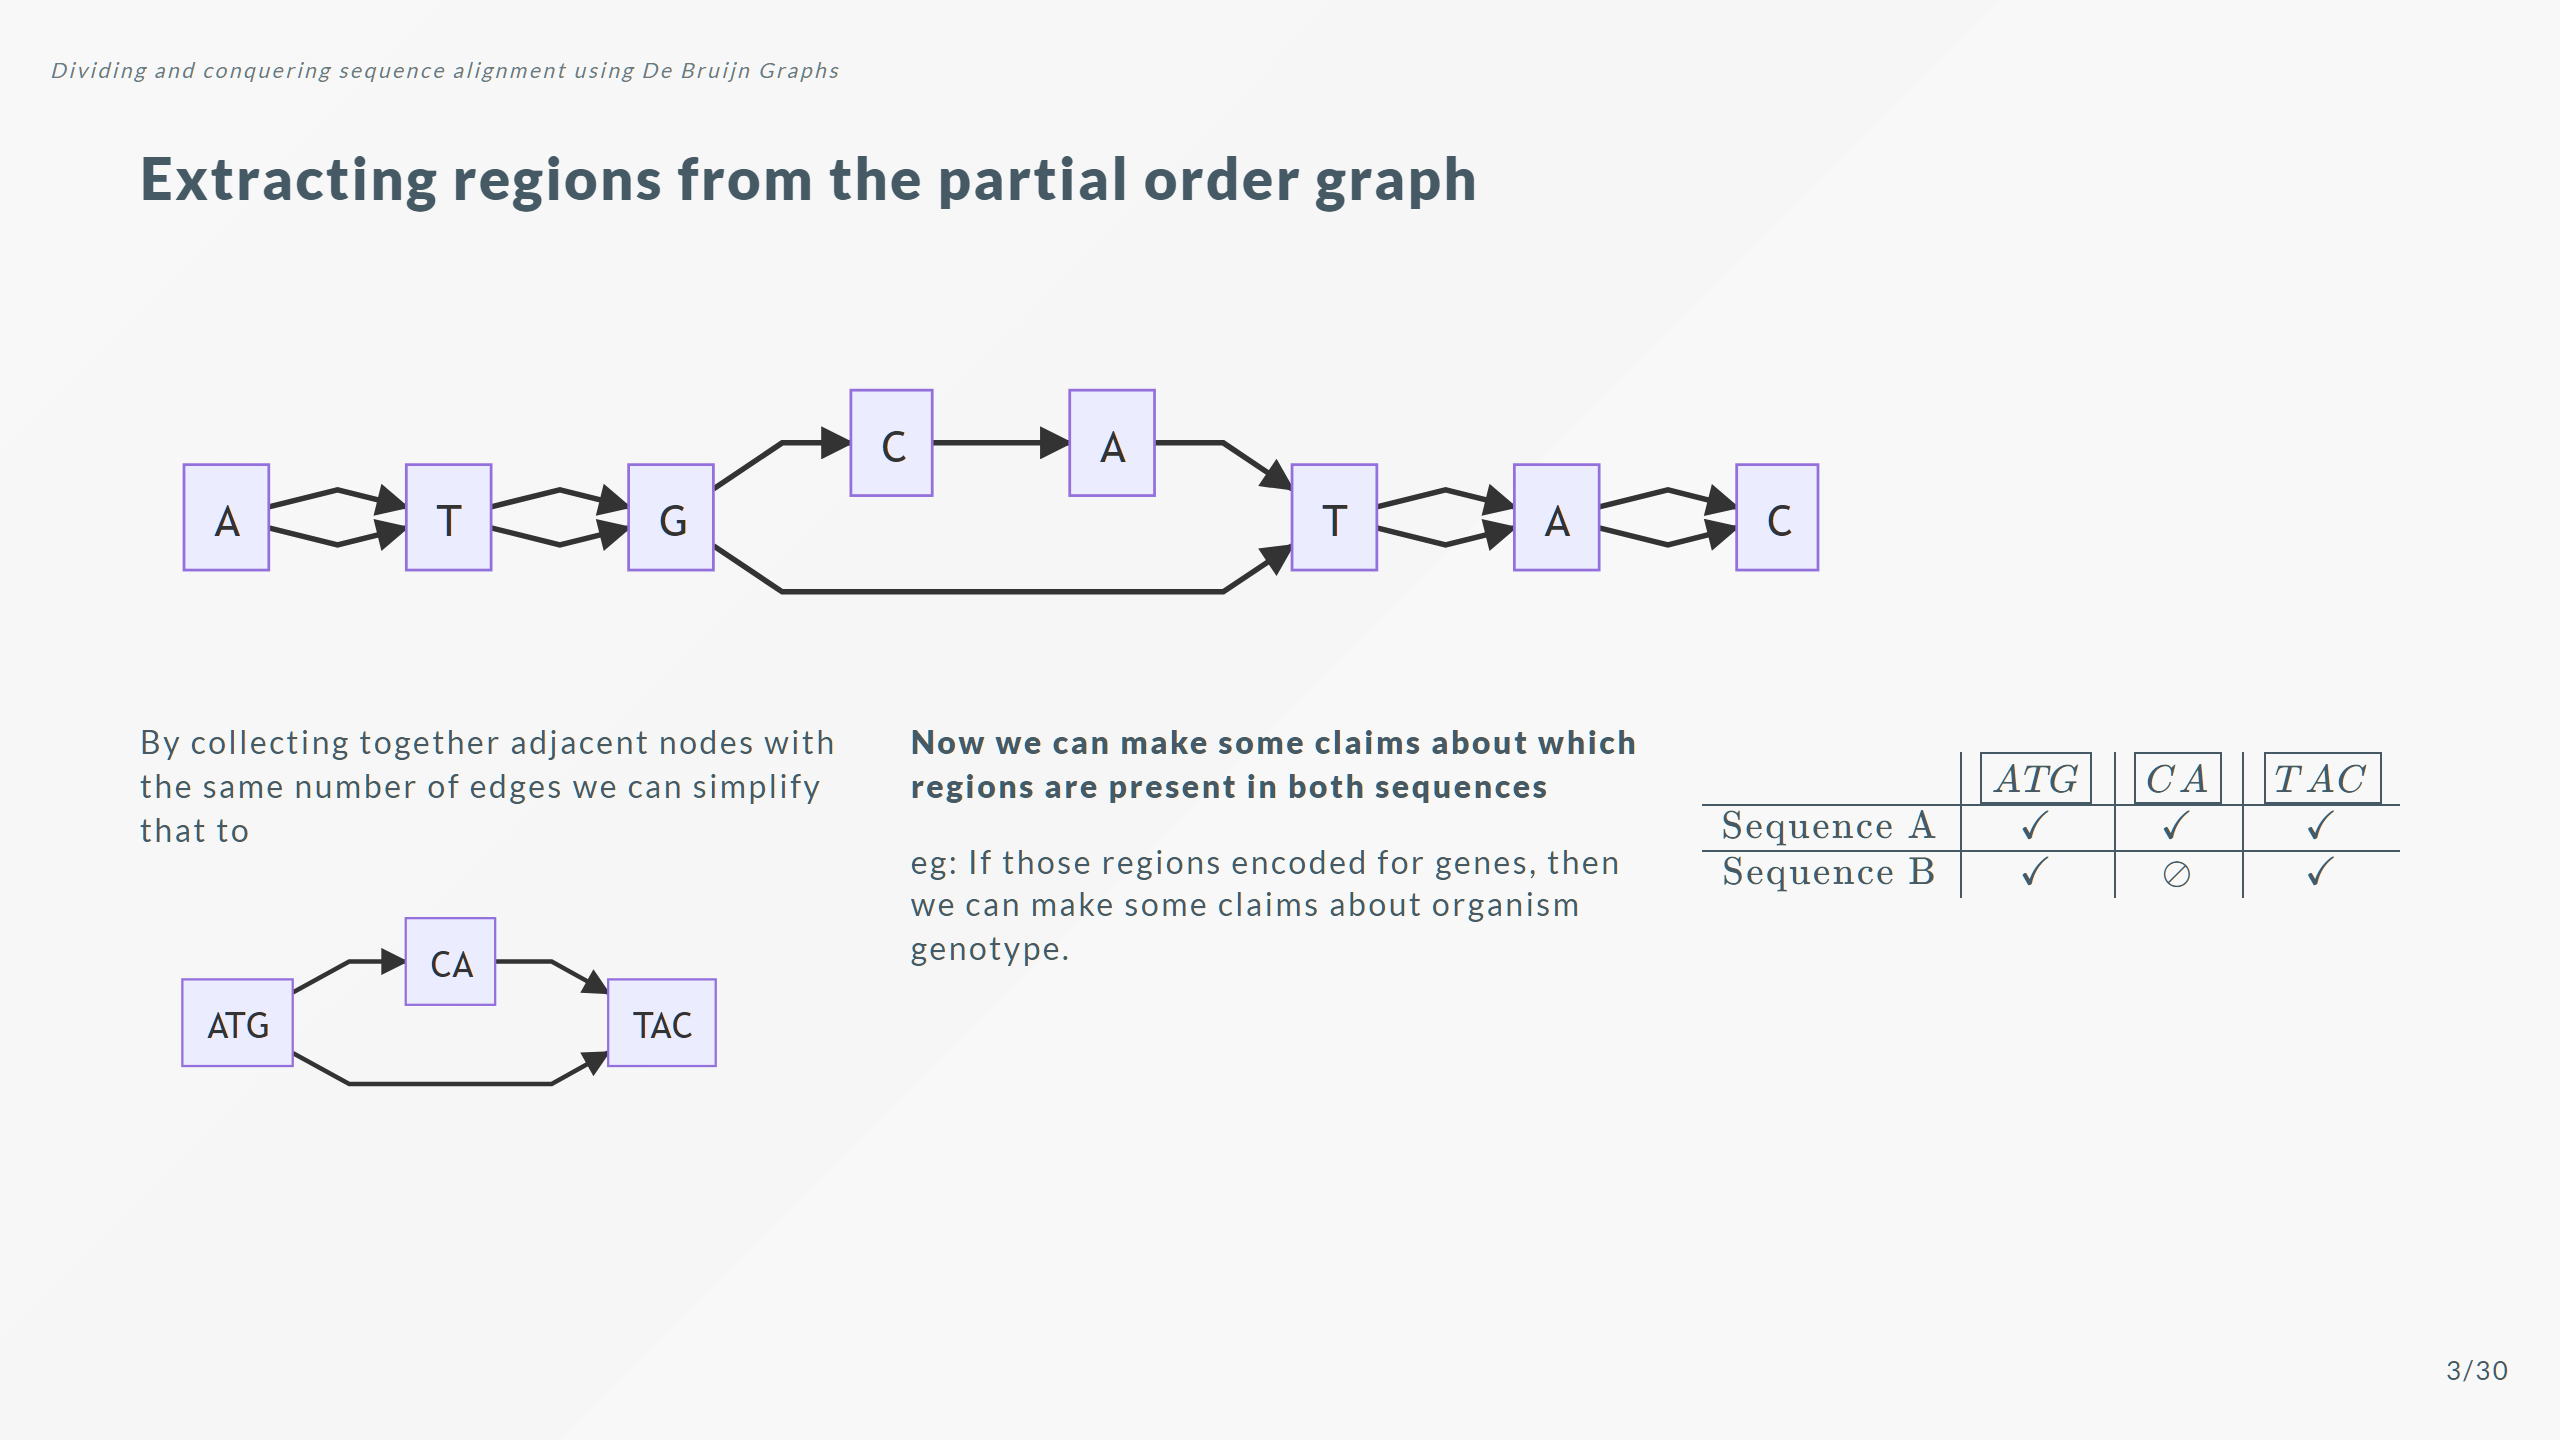 Dividing and conquering sequence alignment using De Bruijn Graphs
Extracting regions from the partial order graph
A T G C A T A C
By collecting together adjacent nodes with
the same number of edges we can simplify
that to
ATG CA TAC
Now we can make some claims about which
regions are present in both sequences
eg: If those regions encoded for genes, then
we can make some claims about organism
genotype.
ATG CA TAC
Sequence A ✓ ✓ ✓
Sequence B ✓ ⊘ ✓
3/30